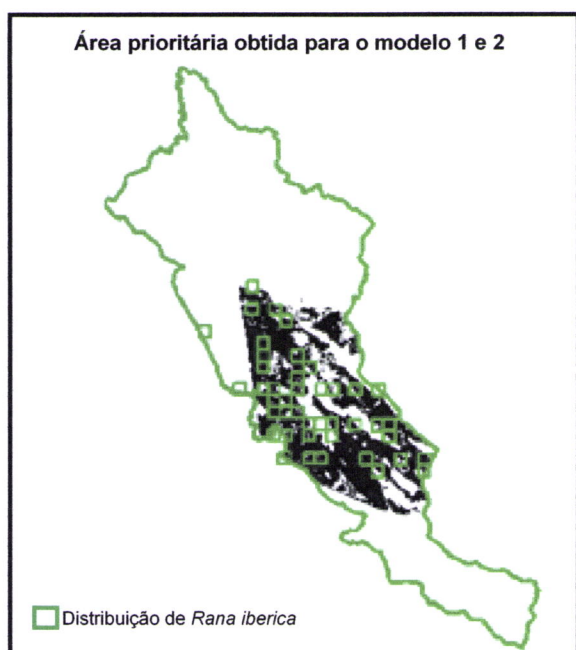 Área prioritária obtida para o modelo 1 e 2
Distribuição de Rana iberica